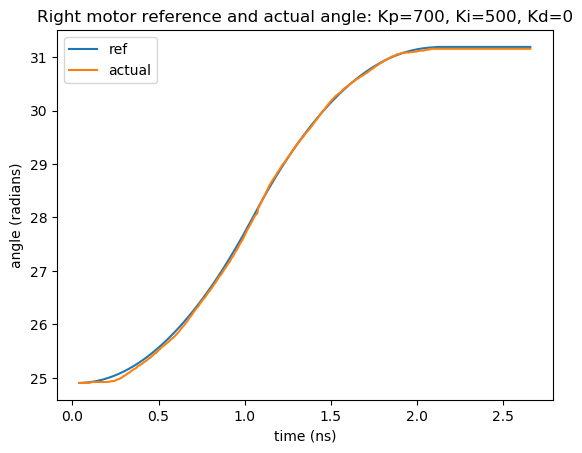 Right motor reference and actual angle: Kp=700, Ki=500, Kd=0
ref
actual
angle (radians)
31
30
29
28
27
26
25
0.0 0.5 1.0 1.5 2.0 2.5
time (ns)